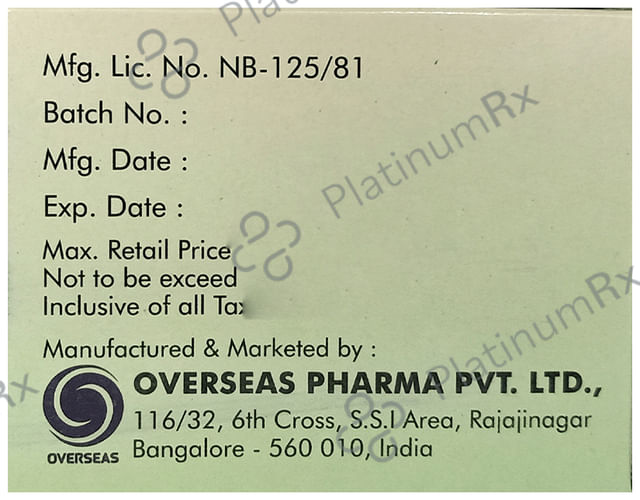 Mfg. Lic. No. NB-125/81
Batch No. :
Mfg. Date :
Exp. Date :
Max. Retail Price
Not to be exceed
Inclusive of all Tax
Manufactured & Marketed by :
OVERSEAS PHARMA PVT. LTD.,
116/32, 6th Cross, S.S.I Area, Rajajinagar
Bangalore - 560 010, India
OVERSEAS
PlatinumRx
PlatinumRx
Rx